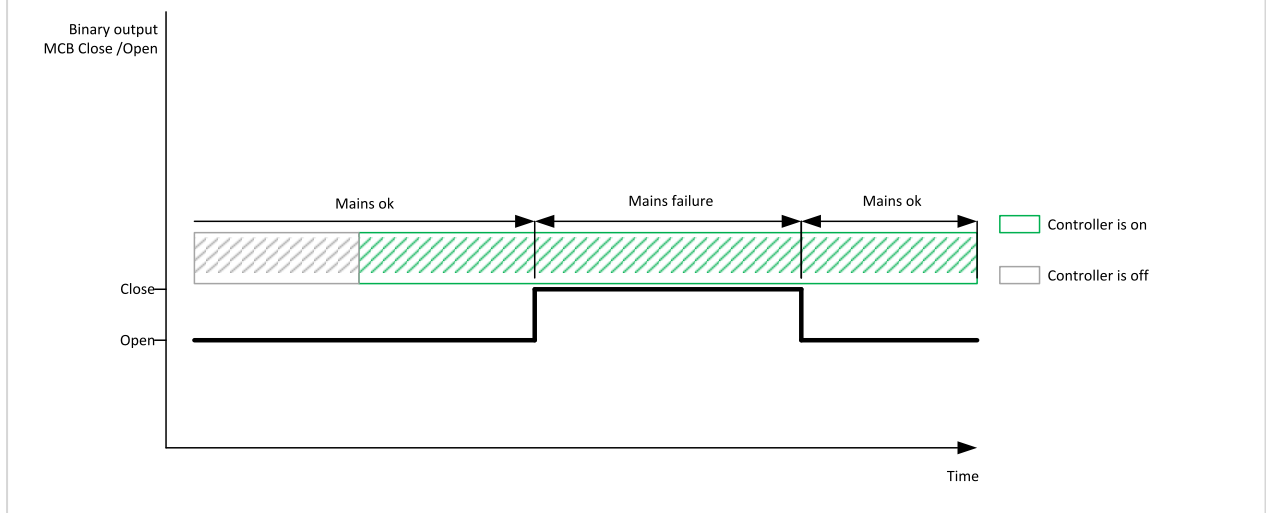 Binary output
MCB Close /Open
Mains ok
Mains failure
Mains ok
Controller is on
Controller is off
Close
Open
Time